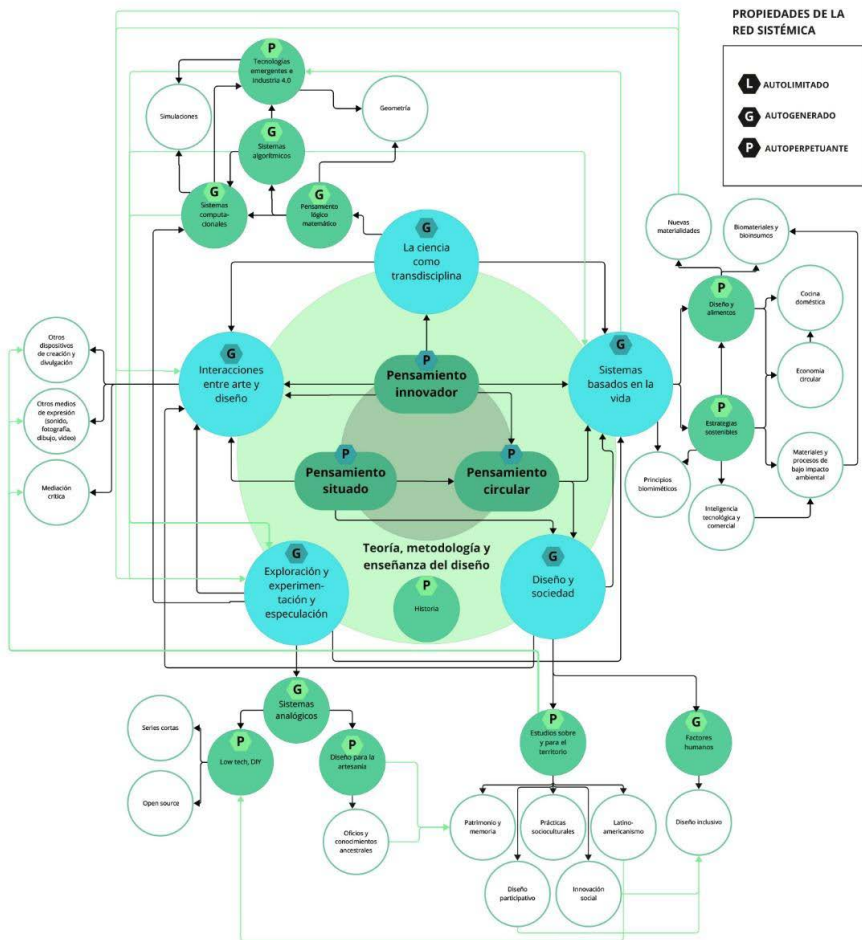 PROPIEDADES DE LA
RED SISTÉMICA
L AUTOLIMITADO
G AUTOGENERADO
P AUTOPERPETUANTE
P
Tecnologías
emergentes e
Industria 4.0
Simulaciones
Geometría
G
Sistemas
algorítmicos
G
Sistemas
computa-
cionales
G
Pensamiento
lógico
matemático
G
La ciencia
como
transdisciplina
Nuevas
materialidades
Biomateriales y
bioinsumos
P
Diseño y
alimentos
Cocina
doméstica
Economía
circular
P
Estrategias
sostenibles
Materiales y
procesos de
bajo impacto
ambiental
Principios
biomiméticos
Inteligencia
tecnológica y
comercial
G
Sistemas
basados en la
vida
G
Interacciones
entre arte y
diseño
Otros
dispositivos
de creación y
divulgación
Otros medios
de expresión
(sonido,
fotografía,
dibujo, video)
Mediación
crítica
P
Pensamiento
innovador
P
Pensamiento
situado
P
Pensamiento
circular
Teoría, metodología y
enseñanza del diseño
P
Historia
G
Exploración y
experimen-
tación y
especulación
G
Diseño y
sociedad
G
Sistemas
analógicos
Series cortas
Open source
P
Low tech, DIY
P
Diseño para la
artesanía
Oficios y
conocimientos
ancestrales
P
Estudios sobre
y para el
territorio
G
Factores
humanos
Patrimonio y
memoria
Prácticas
socioculturales
Latino-
americanismo
Diseño inclusivo
Diseño
participativo
Innovación
social